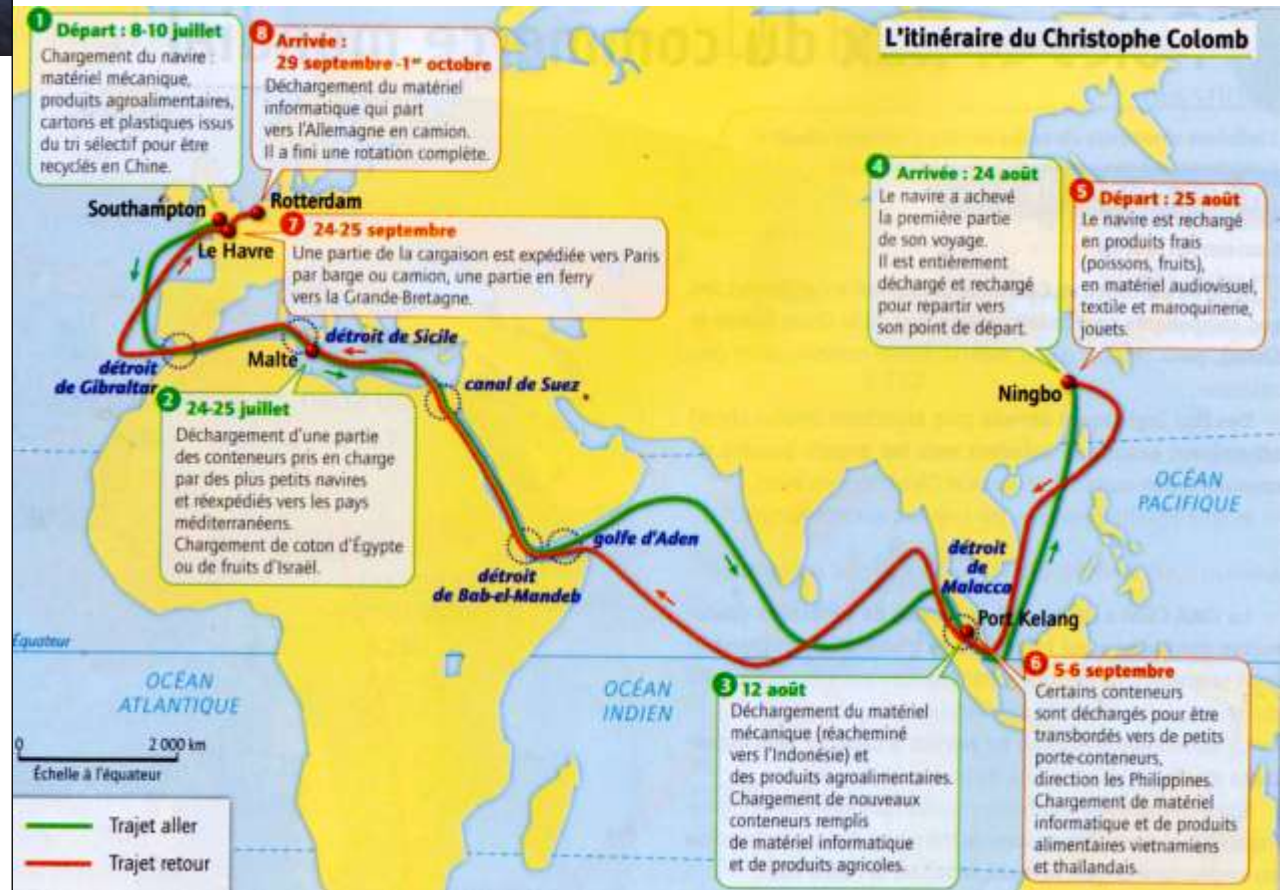 L'itinéraire du Christophe Colomb
1 Départ : 8-10 juillet
Chargement du navire :
matériel mécanique,
produits agroalimentaires,
cartons et plastiques issus
du tri sélectif pour être
recyclés en Chine.
8 Arrivée :
29 septembre -1er octobre
Déchargement du matériel
informatique qui part
vers l'Allemagne en camion.
Il a fini une rotation complète.
4 Arrivée : 24 août
Le navire a achevé
la première partie
de son voyage.
Il est entièrement
déchargé et rechargé
pour repartir vers
son point de départ.
5 Départ : 25 août
Le navire est rechargé
en produits frais
(poissons, fruits),
en matériel audiovisuel,
textile et maroquinerie,
jouets.
Southampton
Rotterdam
Le Havre
7 24-25 septembre
Une partie de la cargaison est expédiée vers Paris
par barge ou camion, une partie en ferry
vers la Grande-Bretagne.
détroit
de Gibraltar
Malte
détroit de Sicile
canal de Suez
Ningbo
2 24-25 juillet
Déchargement d'une partie
des conteneurs pris en charge
par des plus petits navires
et réexpédiés vers les pays
méditerranéens.
Chargement de coton d'Égypte
ou de fruits d'Israël.
OCÉAN
PACIFIQUE
golfe d'Aden
détroit
de Bab-el-Mandeb
détroit
de
Malacca
Port Kelang
Équateur
OCÉAN
ATLANTIQUE
OCÉAN
INDIEN
3 12 août
Déchargement du matériel
mécanique (réacheminé
vers l'Indonésie) et
des produits agroalimentaires.
Chargement de nouveaux
conteneurs remplis
de matériel informatique
et de produits agricoles.
6 5-6 septembre
Certains conteneurs
sont déchargés pour être
transbordés vers de petits
porte-conteneurs,
direction les Philippines.
Chargement de matériel
informatique et de produits
alimentaires vietnamiens
et thaïlandais.
0 2 000 km
Échelle à l'équateur
Trajet aller
Trajet retour